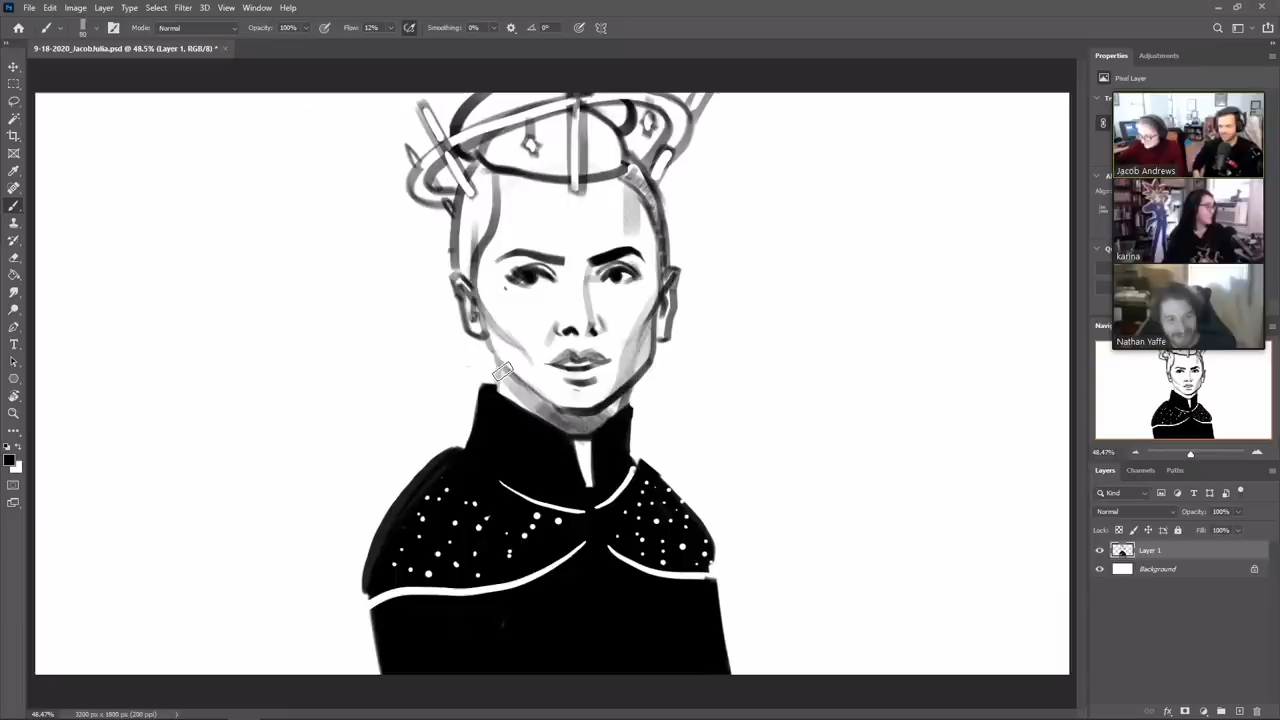 File Edit Image Layer Type Select Filter 3D View Window Help
80 Mode: Normal Opacity: 100% Flow: 12% Smoothing: 0% 0°
9-18-2020_JacobJulia.psd @ 48.5% (Layer 1, RGB/8) *
Properties Adjustments
Pixel Layer
Jacob Andrews
karina
Nathan Yaffe
48.47%
Layers Channels Paths
Kind
Normal Opacity: 100%
Lock: Fill: 100%
Layer 1
Background
48.47% 3200 px x 1800 px (200 ppi)
fx